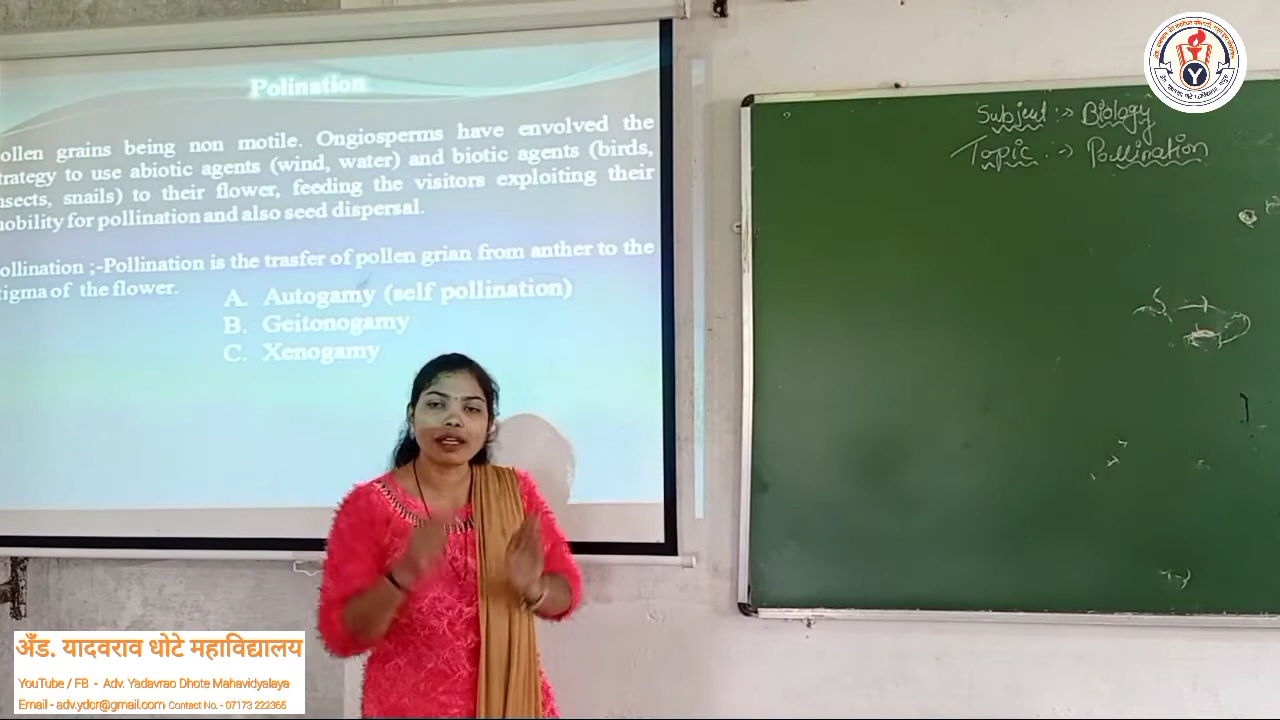 Polination
ollen grains being non motile. Ongiosperms have envolved the
trategy to use abiotic agents (wind, water) and biotic agents (birds,
nsects, snails) to their flower, feeding the visitors exploiting their
nobility for pollination and also seed dispersal.
ollination ;-Pollination is the trasfer of pollen grian from anther to the
tigma of the flower.
A. Autogamy (self pollination)
B. Geitonogamy
C. Xenogamy
Subject :-> Biology
Topic :-> Pollination
Y
अ‍ॅड. यादवराव धोटे महाविद्यालय
YouTube / FB - Adv. Yadavrao Dhote Mahavidyalaya
Email - adv.ydcr@gmail.com Contact No. - 07173 222365